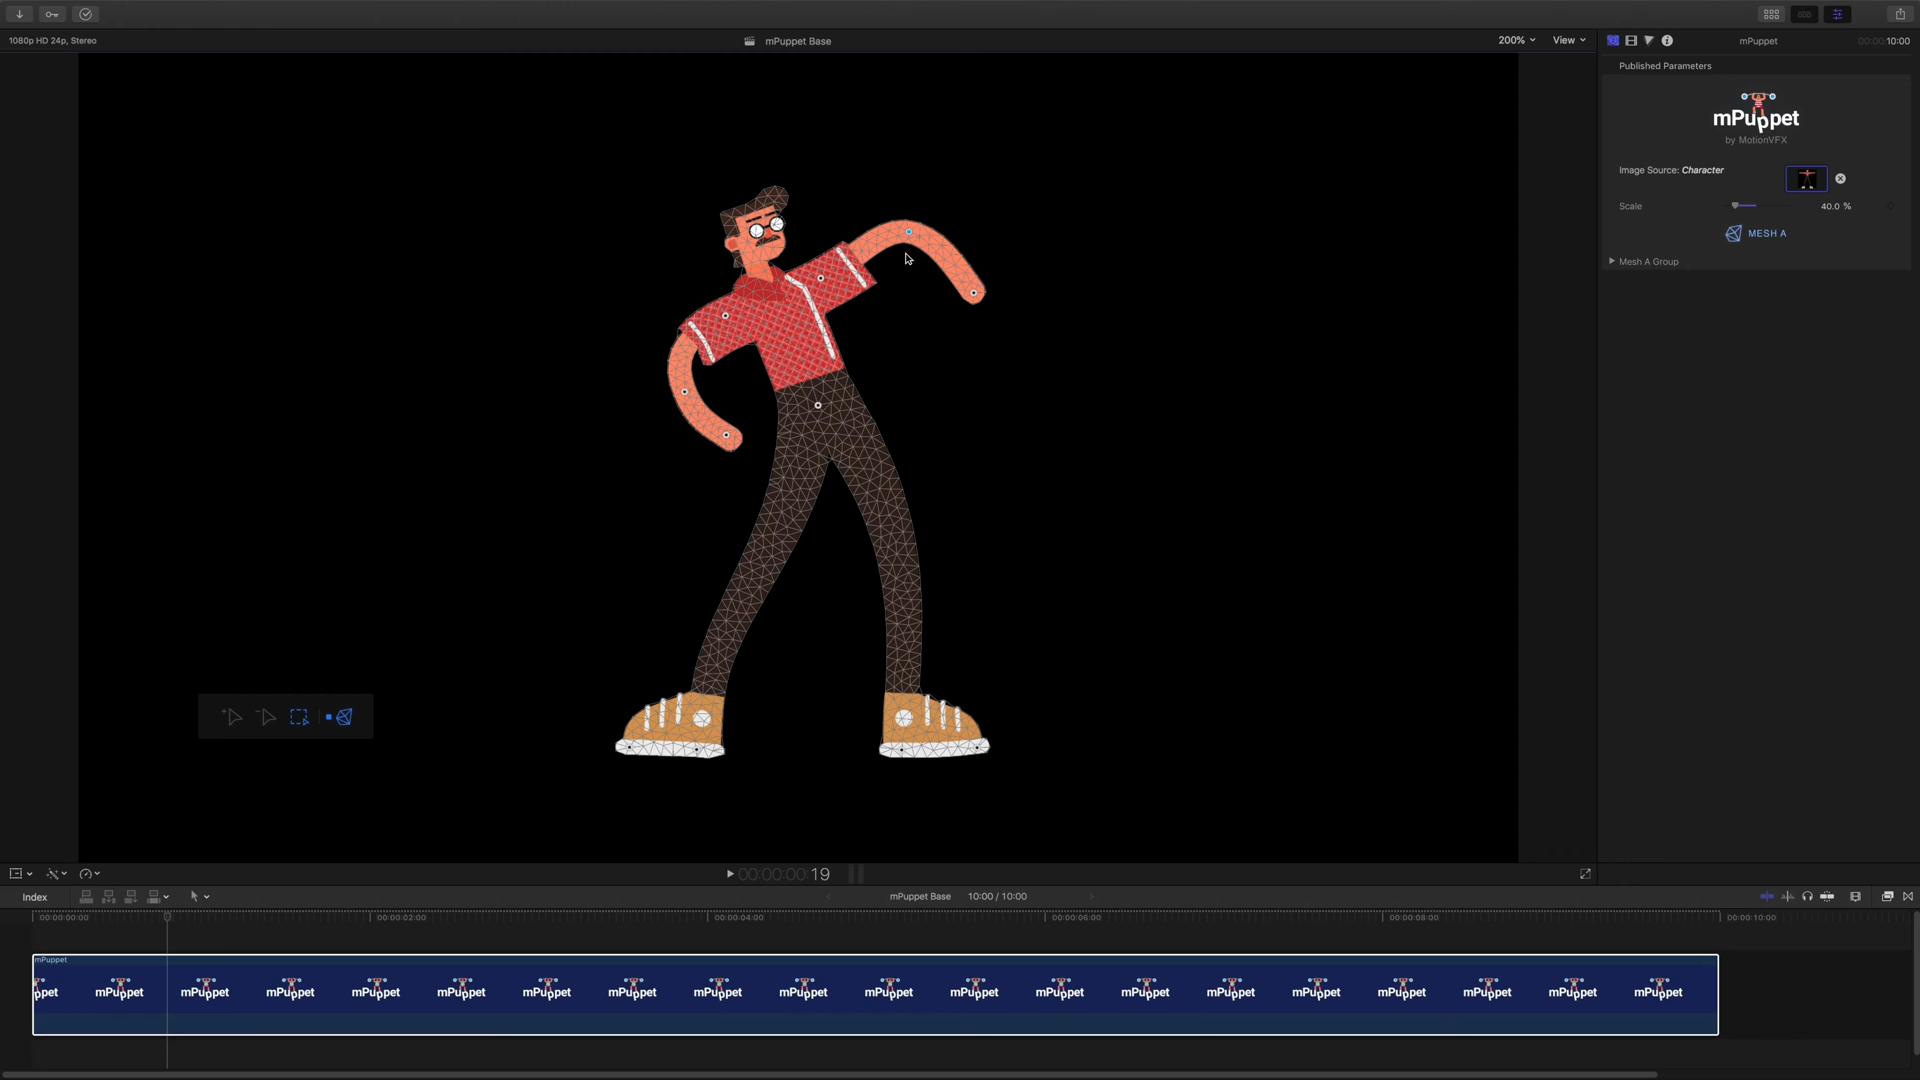 1080p HD 24p, Stereo
mPuppet Base
200%
View
mPuppet
00:00:10:00
Published Parameters
mPuppet
by MotionVFX
Image Source: Character
Scale
40.0 %
MESH A
Mesh A Group
00:00:00:19
Index
mPuppet Base
10:00 / 10:00
00:00:00:00
00:00:02:00
00:00:04:00
00:00:06:00
00:00:08:00
00:00:10:00
mPuppet
ppet mPuppet mPuppet mPuppet mPuppet mPuppet mPuppet mPuppet mPuppet mPuppet mPuppet mPuppet mPuppet mPuppet mPuppet mPuppet mPuppet mPuppet mPuppet mPuppet